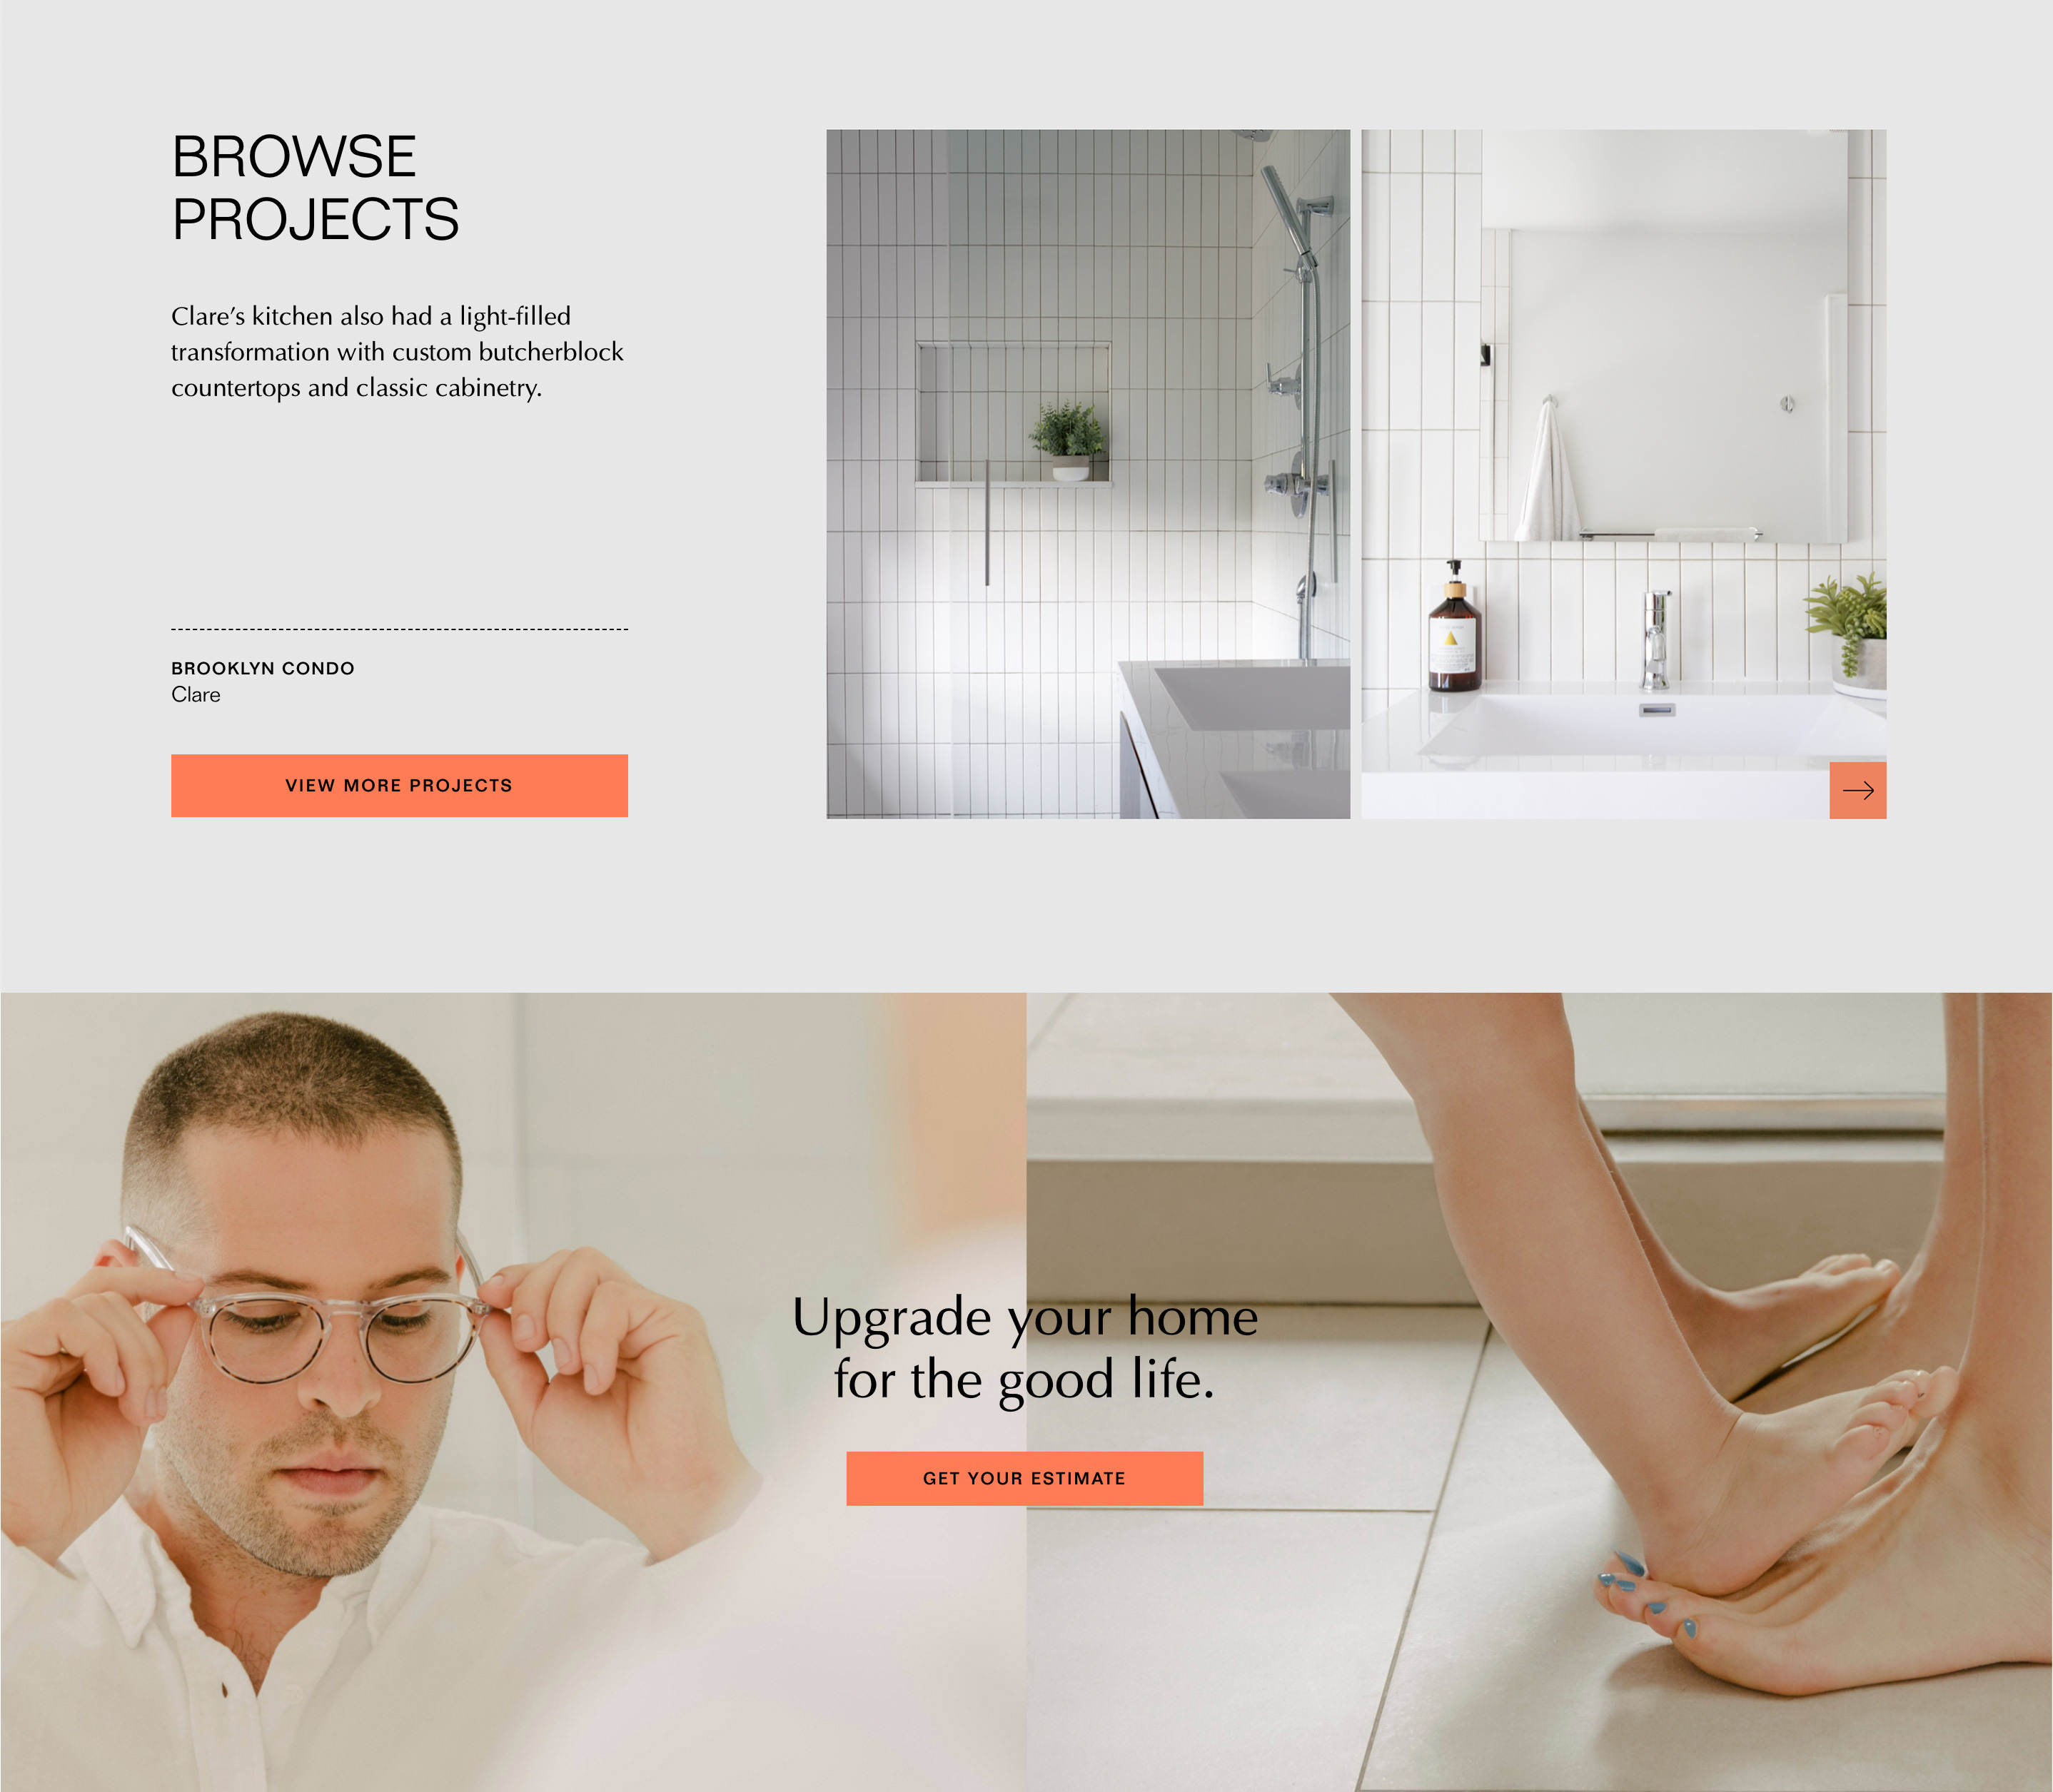 BROWSE
PROJECTS
Clare’s kitchen also had a light-filled
transformation with custom butcherblock
countertops and classic cabinetry.
BROOKLYN CONDO
Clare
VIEW MORE PROJECTS
Upgrade your home
for the good life.
GET YOUR ESTIMATE